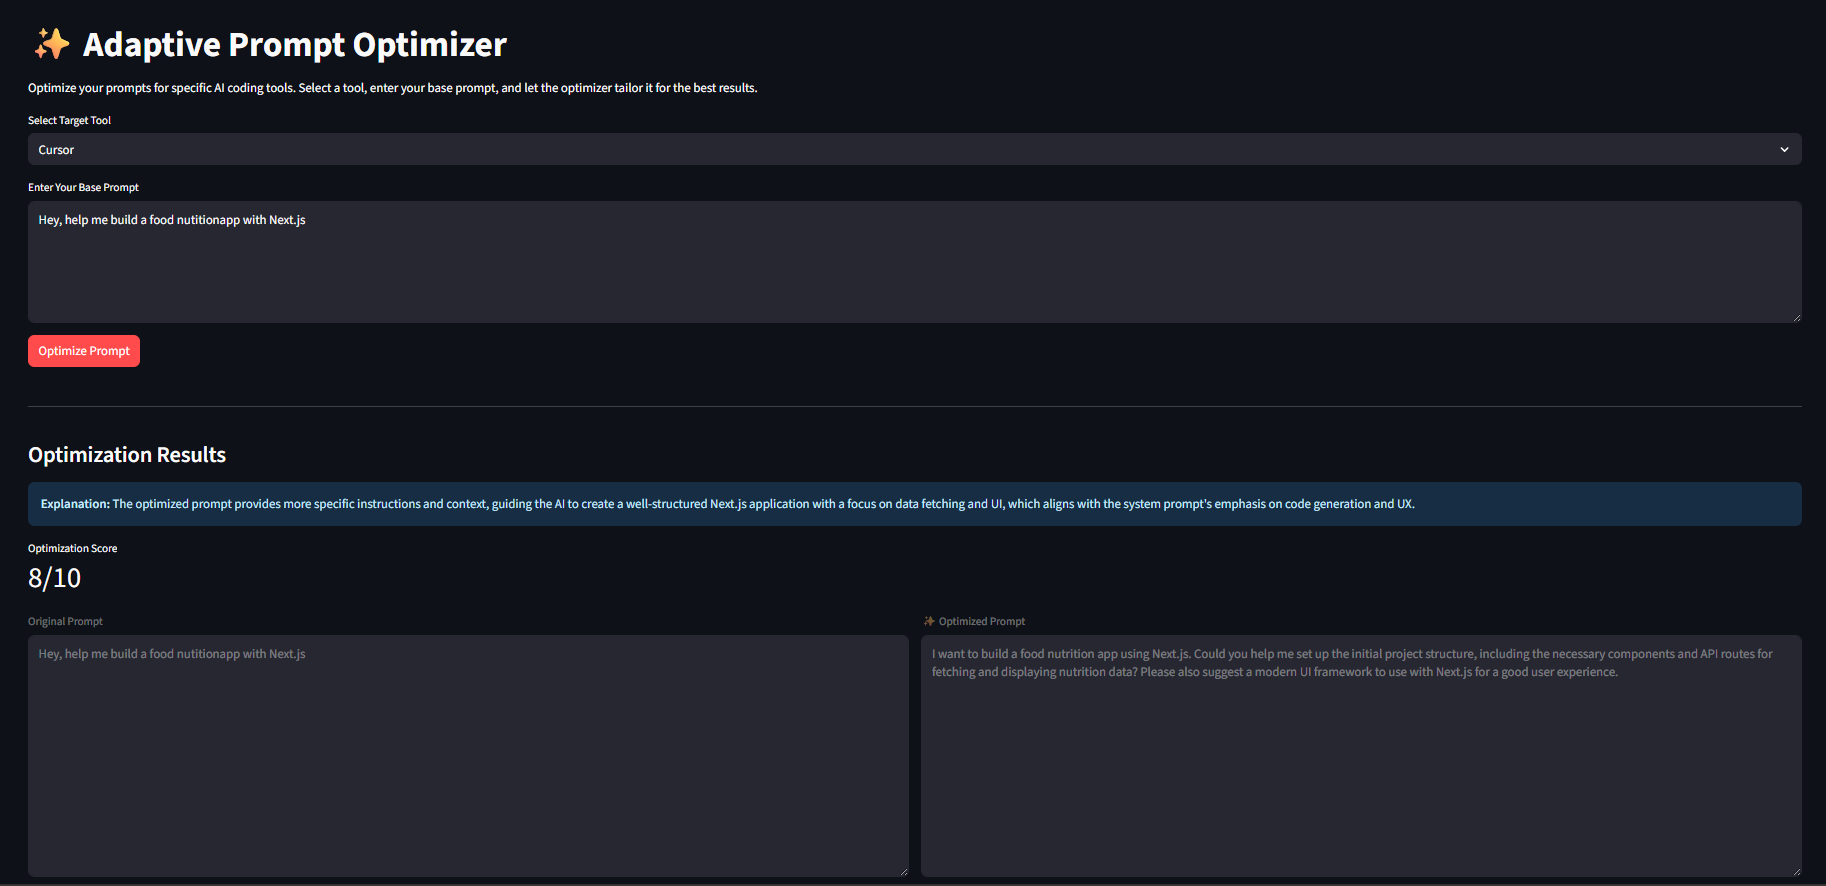 ✨ Adaptive Prompt Optimizer
Optimize your prompts for specific AI coding tools. Select a tool, enter your base prompt, and let the optimizer tailor it for the best results.
Select Target Tool
Cursor
Enter Your Base Prompt
Hey, help me build a food nutitionapp with Next.js
Optimize Prompt
Optimization Results
Explanation: The optimized prompt provides more specific instructions and context, guiding the AI to create a well-structured Next.js application with a focus on data fetching and UI, which aligns with the system prompt's emphasis on code generation and UX.
Optimization Score
8/10
Original Prompt
Hey, help me build a food nutitionapp with Next.js
✨ Optimized Prompt
I want to build a food nutrition app using Next.js. Could you help me set up the initial project structure, including the necessary components and API routes for
fetching and displaying nutrition data? Please also suggest a modern UI framework to use with Next.js for a good user experience.